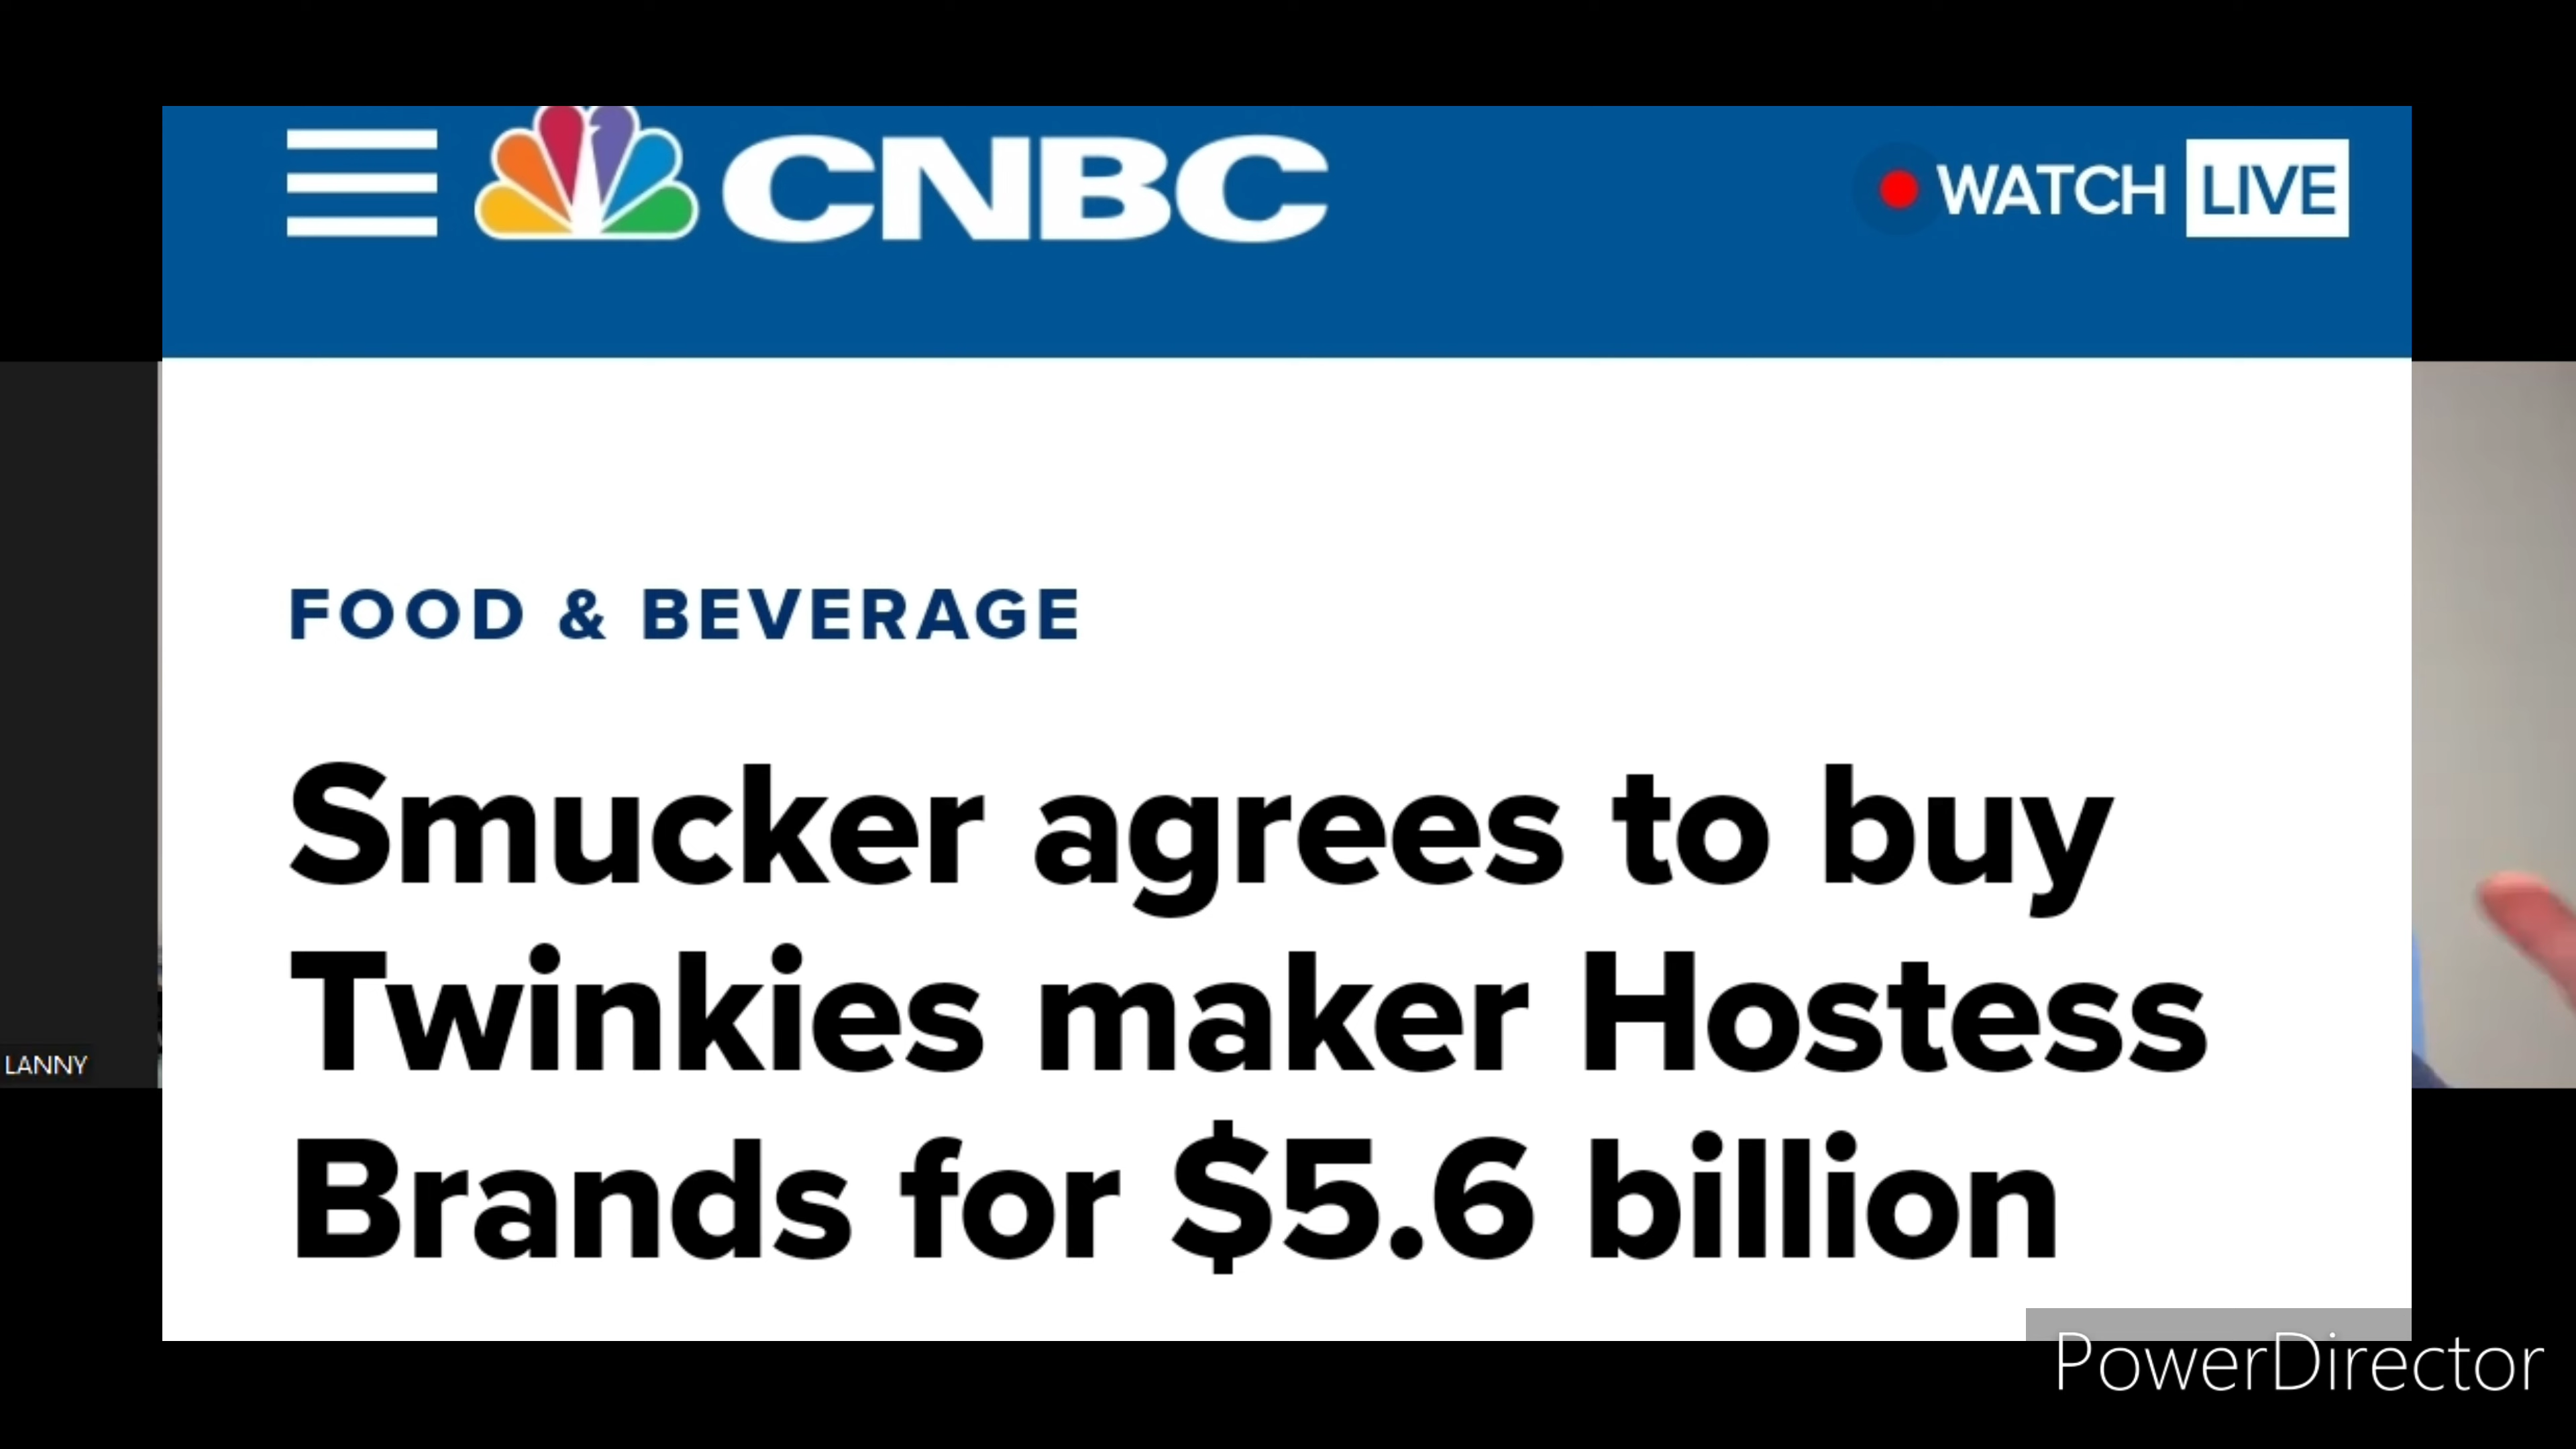 CNBC
WATCH LIVE
FOOD & BEVERAGE
Smucker agrees to buy
Twinkies maker Hostess
Brands for $5.6 billion
LANNY
PowerDirector